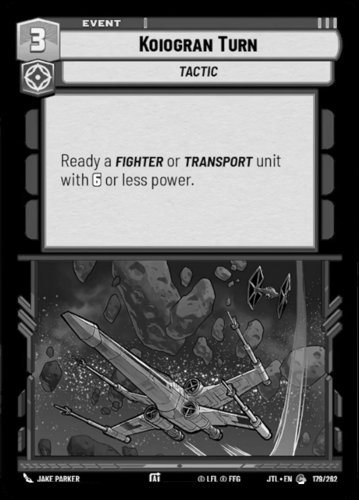 EVENT
3
KOIOGRAN TURN
TACTIC
Ready a FIGHTER or TRANSPORT unit
with 6 or less power.
JAKE PARKER
© LFL © FFG
JTL • EN
179/262